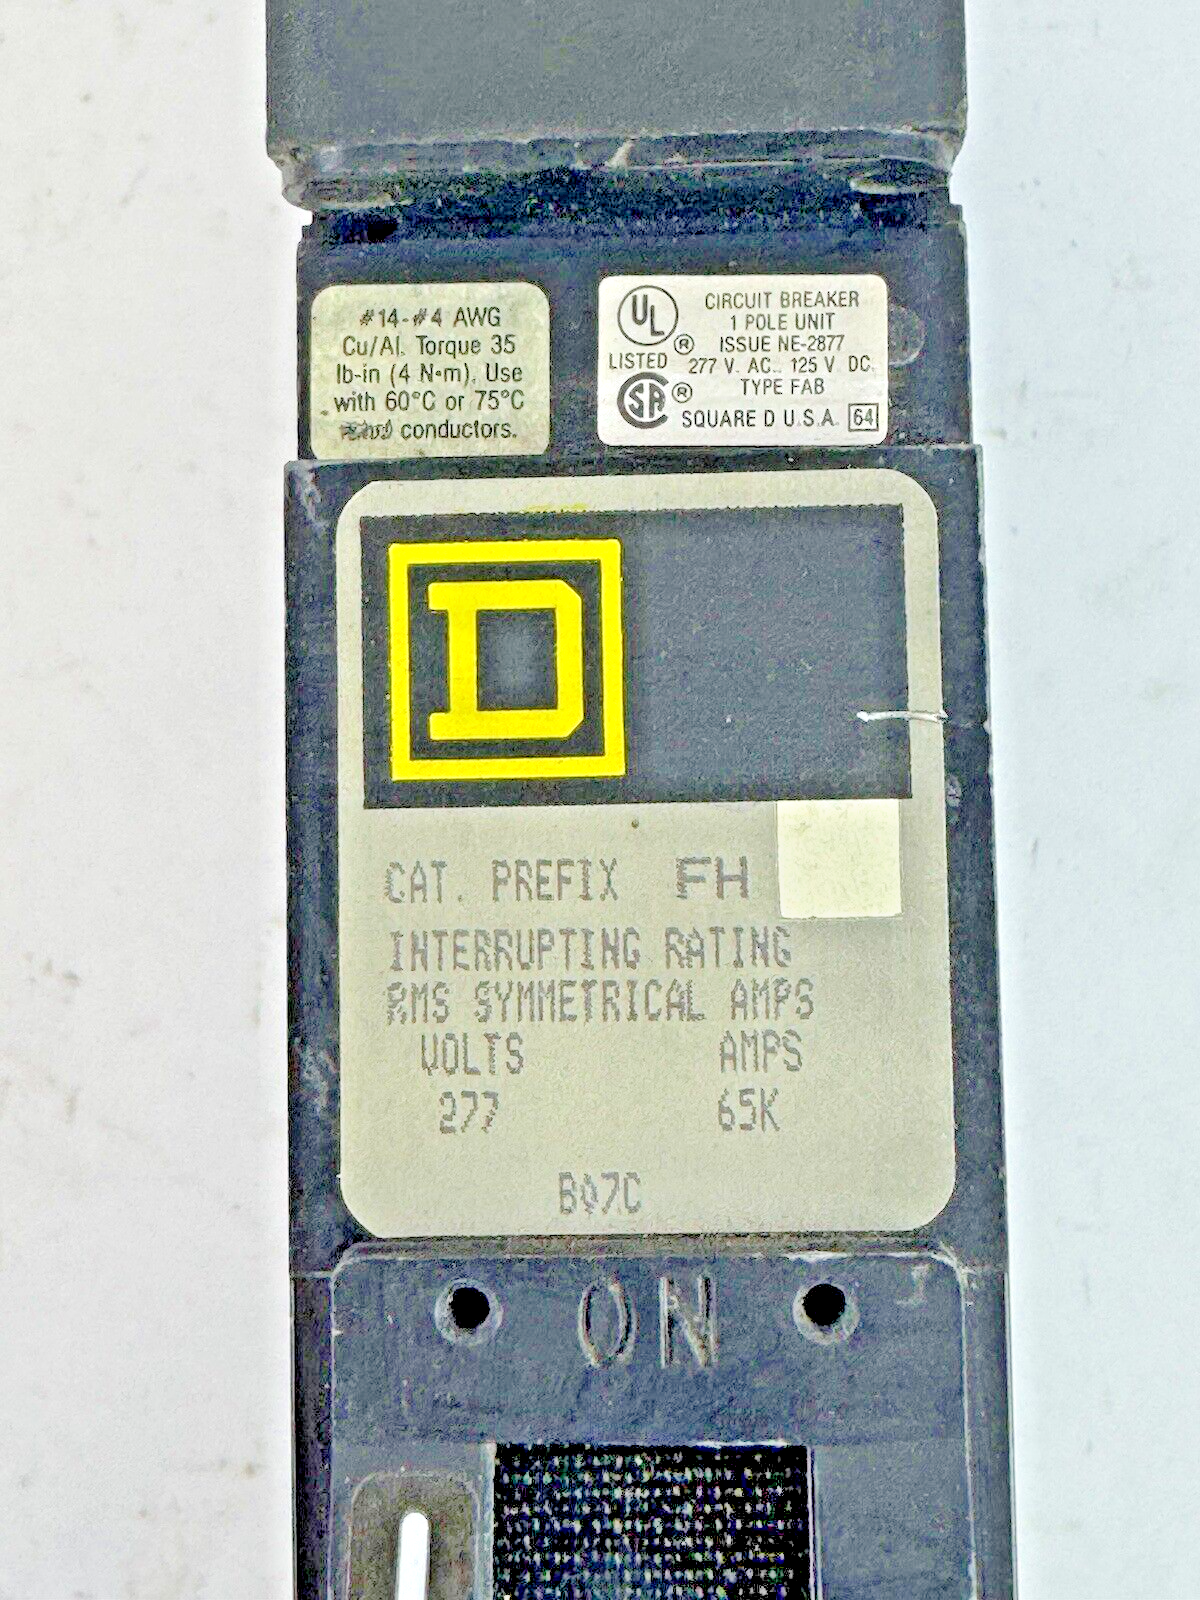 #14-#4 AWG
Cu/Al. Torque 35
lb-in (4 N•m). Use
with 60°C or 75°C
conductors.
UL
®
LISTED
SA
®
CIRCUIT BREAKER
1 POLE UNIT
ISSUE NE-2877
277 V. AC.. 125 V DC.
TYPE FAB
SQUARE D U.S.A. 64
D
CAT. PREFIX FH
INTERRUPTING RATING
RMS SYMMETRICAL AMPS
VOLTS AMPS
277 65K
B07C
ON